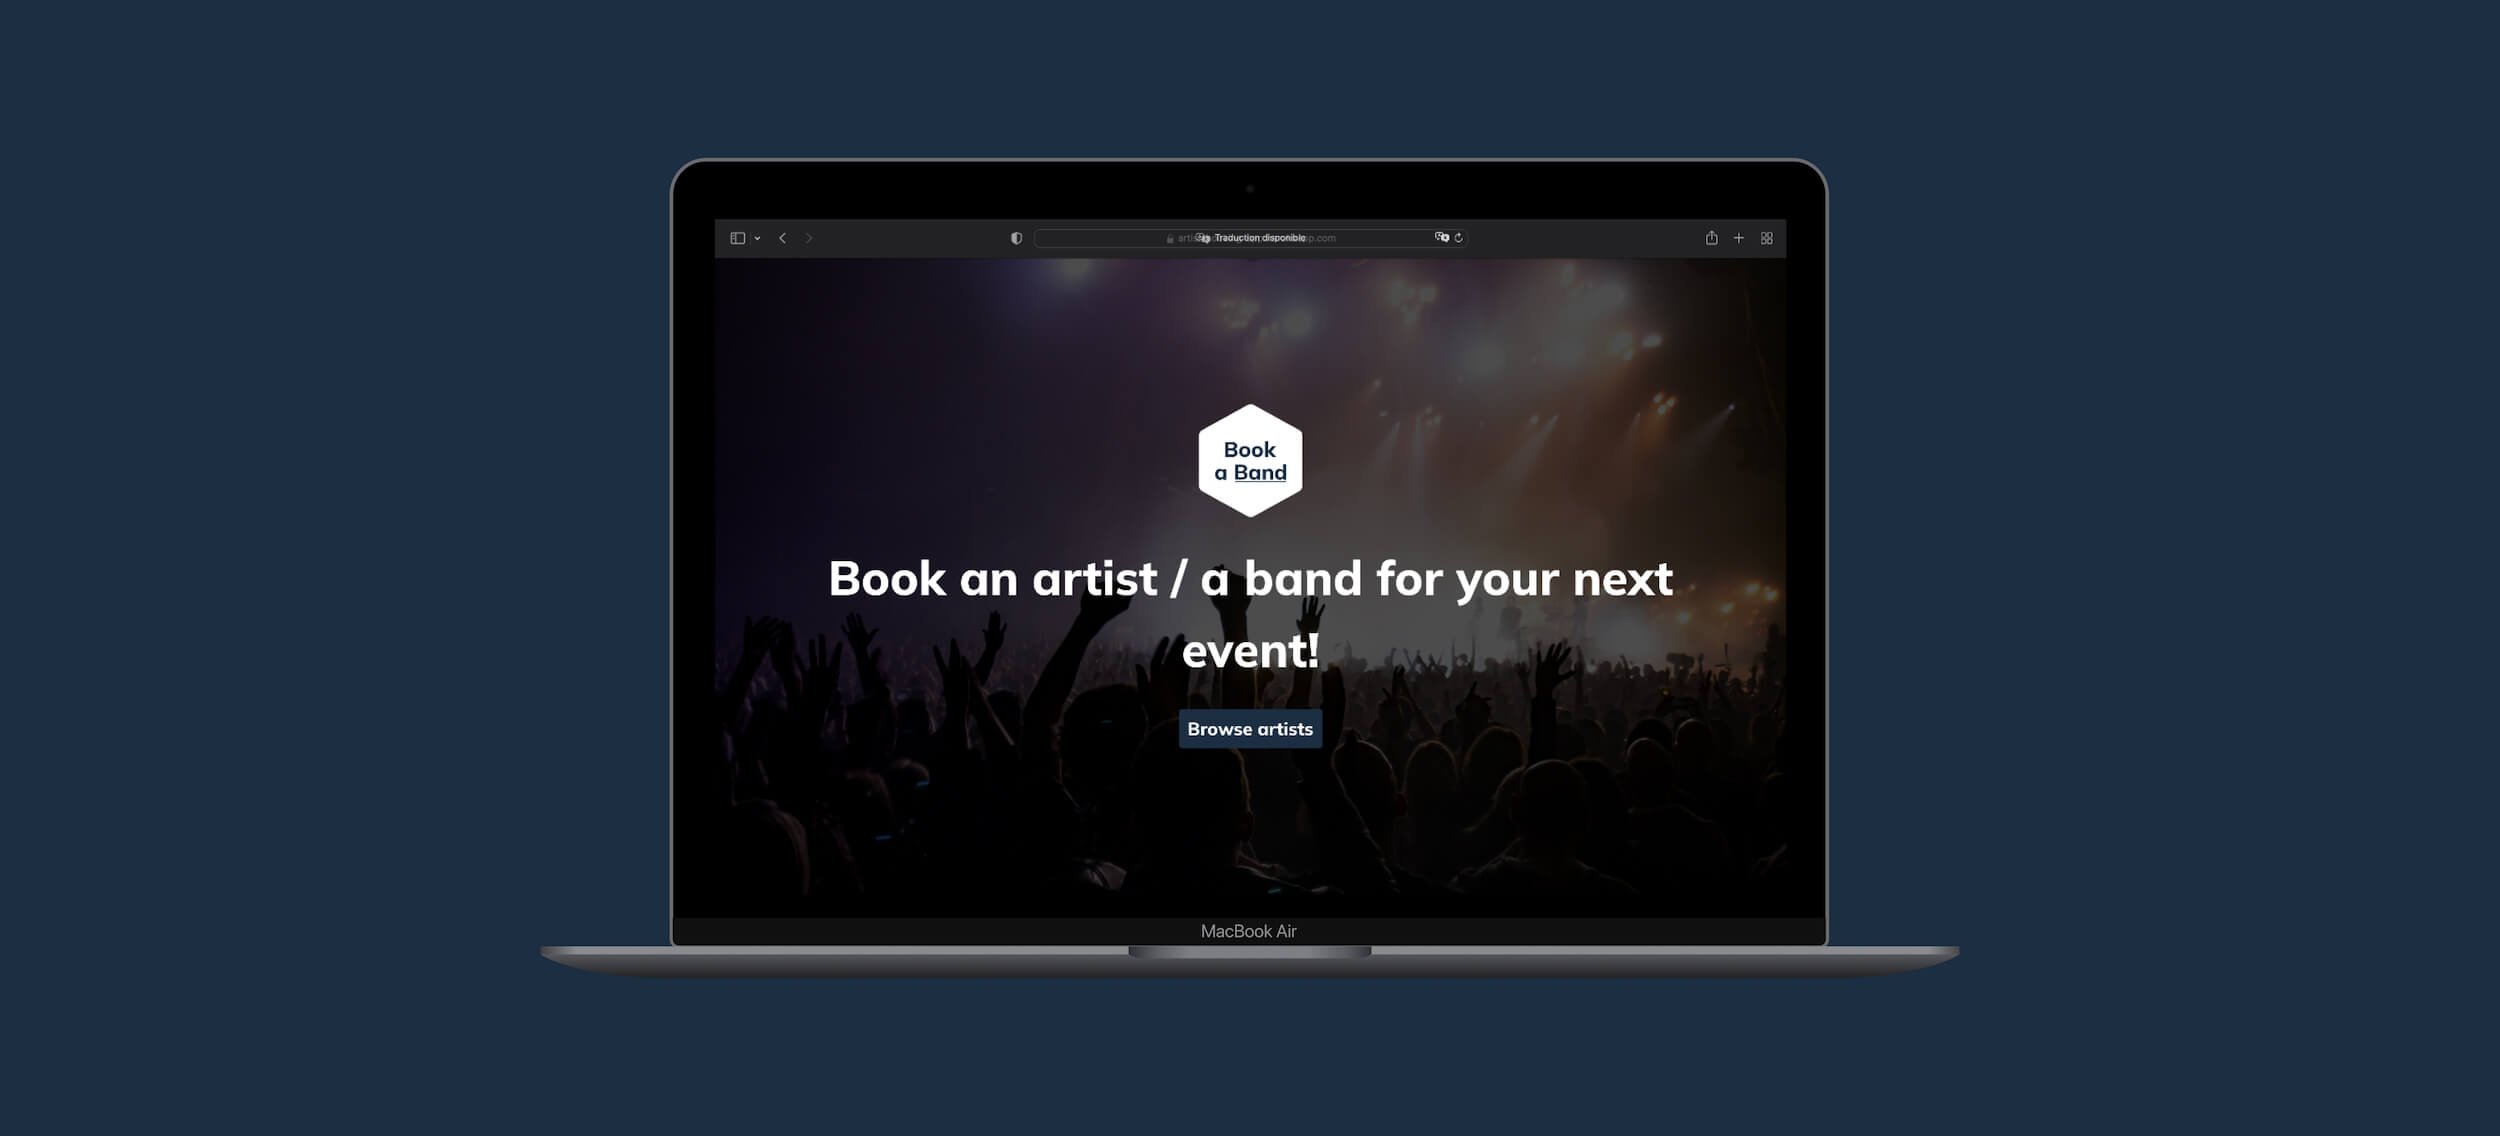 Traduction disponible
Book
a Band
Book an artist / a band for your next
event!
Browse artists
MacBook Air